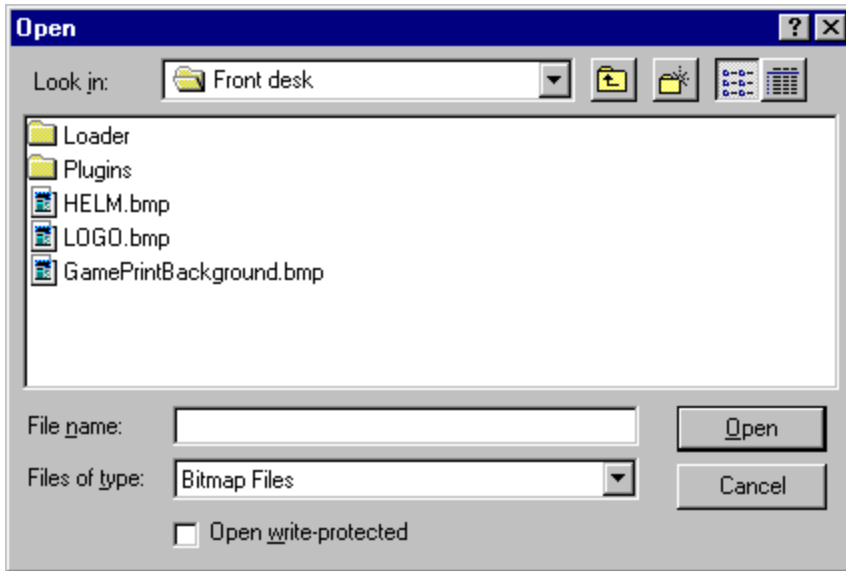 Open
Look in: Front desk
Loader
Plugins
HELM.bmp
LOGO.bmp
GamePrintBackground.bmp
File name: Open
Files of type: Bitmap Files Cancel
Open write-protected